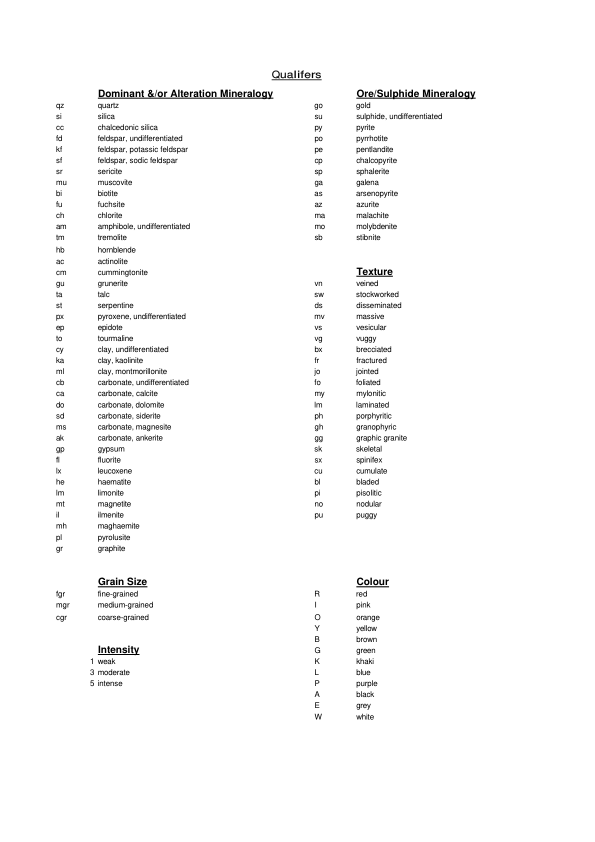 Qualifers
Dominant &/or Alteration Mineralogy
qz quartz
si silica
cc chalcedonic silica
fd feldspar, undifferentiated
kf feldspar, potassic feldspar
sf feldspar, sodic feldspar
sr sericite
mu muscovite
bi biotite
fu fuchsite
ch chlorite
am amphibole, undifferentiated
tm tremolite
hb hornblende
ac actinolite
cm cummingtonite
gu grunerite
ta talc
st serpentine
px pyroxene, undifferentiated
ep epidote
to tourmaline
cy clay, undifferentiated
ka clay, kaolinite
ml clay, montmorillonite
cb carbonate, undifferentiated
ca carbonate, calcite
do carbonate, dolomite
sd carbonate, siderite
ms carbonate, magnesite
ak carbonate, ankerite
gp gypsum
fl fluorite
lx leucoxene
he haematite
lm limonite
mt magnetite
il ilmenite
mh maghaemite
pl pyrolusite
gr graphite
Grain Size
fgr fine-grained
mgr medium-grained
cgr coarse-grained
Intensity
1 weak
3 moderate
5 intense
Ore/Sulphide Mineralogy
go gold
su sulphide, undifferentiated
py pyrite
po pyrrhotite
pe pentlandite
cp chalcopyrite
sp sphalerite
ga galena
as arsenopyrite
az azurite
ma malachite
mo molybdenite
sb stibnite
Texture
vn veined
sw stockworked
ds disseminated
mv massive
vs vesicular
vg vuggy
bx brecciated
fr fractured
jo jointed
fo foliated
my mylonitic
lm laminated
ph porphyritic
gh granophyric
gg graphic granite
sk skeletal
sx spinifex
cu cumulate
bl bladed
pi pisolitic
no nodular
pu puggy
Colour
R red
I pink
O orange
Y yellow
B brown
G green
K khaki
L blue
P purple
A black
E grey
W white